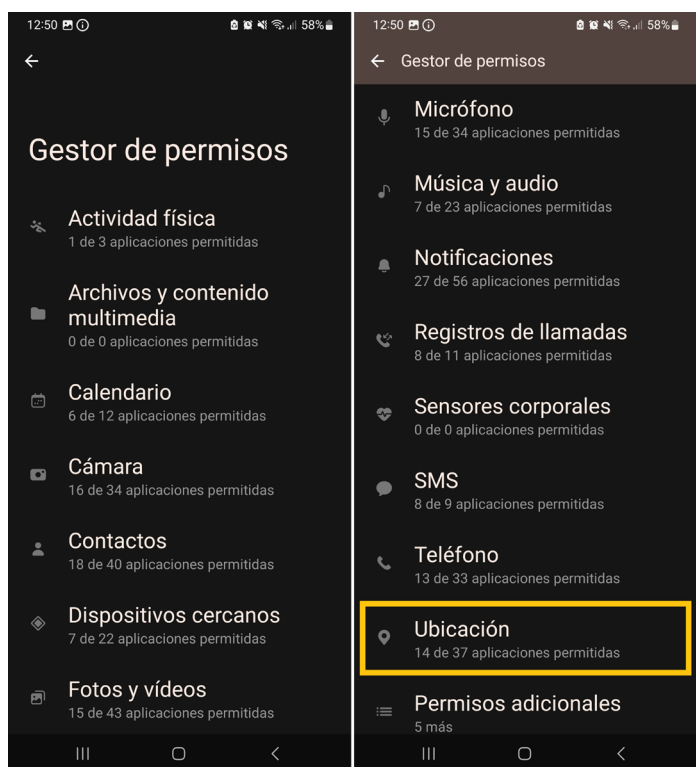 12:50
58%
Gestor de permisos
Actividad física
1 de 3 aplicaciones permitidas
Archivos y contenido
multimedia
0 de 0 aplicaciones permitidas
Calendario
6 de 12 aplicaciones permitidas
Cámara
16 de 34 aplicaciones permitidas
Contactos
18 de 40 aplicaciones permitidas
Dispositivos cercanos
7 de 22 aplicaciones permitidas
Fotos y vídeos
15 de 43 aplicaciones permitidas
12:50
58%
Gestor de permisos
Micrófono
15 de 34 aplicaciones permitidas
Música y audio
7 de 23 aplicaciones permitidas
Notificaciones
27 de 56 aplicaciones permitidas
Registros de llamadas
8 de 11 aplicaciones permitidas
Sensores corporales
0 de 0 aplicaciones permitidas
SMS
8 de 9 aplicaciones permitidas
Teléfono
13 de 33 aplicaciones permitidas
Ubicación
14 de 37 aplicaciones permitidas
Permisos adicionales
5 más